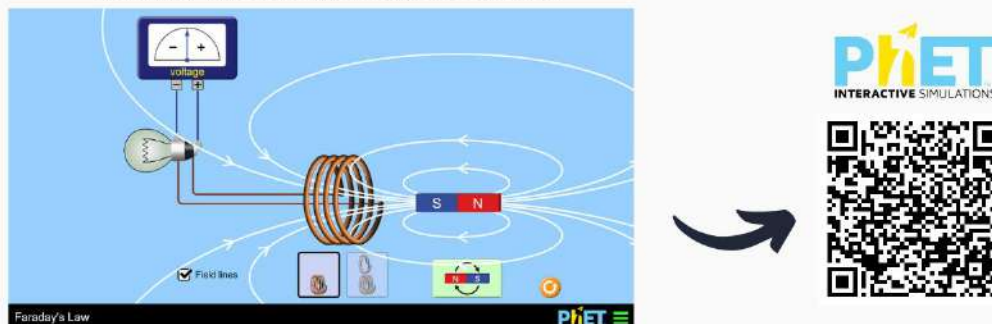 − +
voltage
− +
S N
Field lines
N S
Faraday's Law
PhET
PhET
INTERACTIVE SIMULATIONS